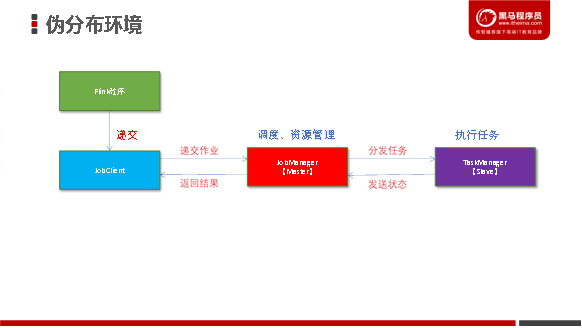 伪分布环境
黑马程序员
www.itheima.com
传智播客旗下高端IT教育品牌
Flink程序
递交
JobClient
递交作业
返回结果
调度、资源管理
JobManager
【Master】
分发任务
发送状态
执行任务
TaskManager
【Slave】